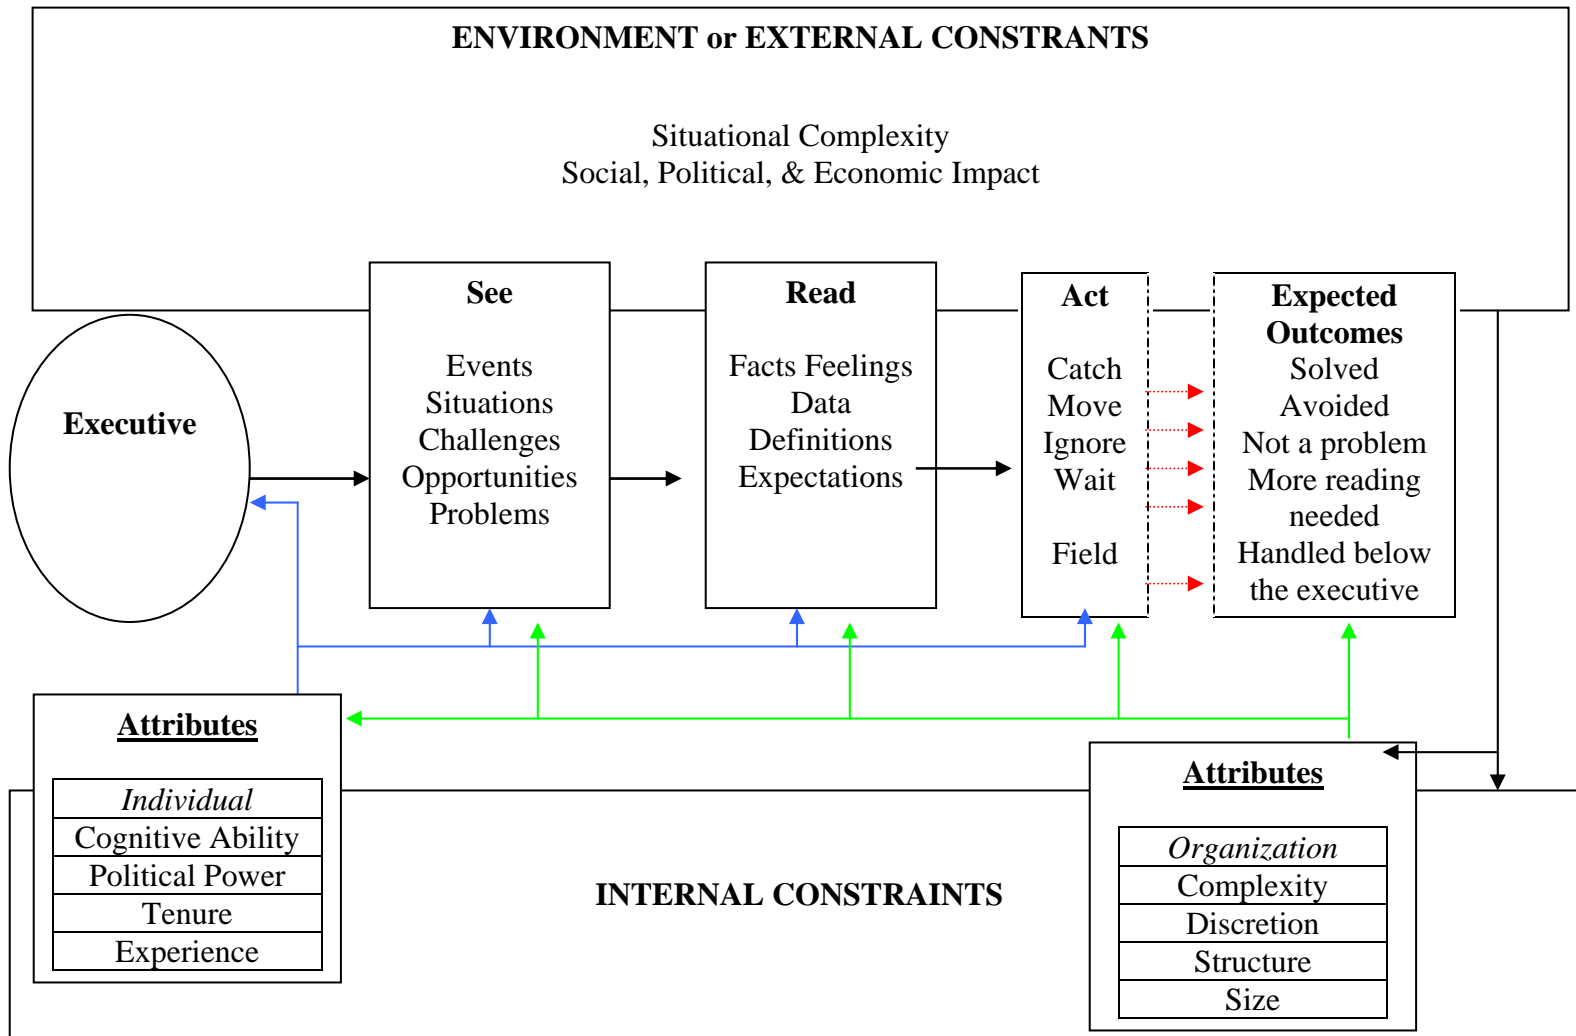 ENVIRONMENT or EXTERNAL CONSTRANTS
Situational Complexity
Social, Political, & Economic Impact
Executive
See
Events
Situations
Challenges
Opportunities
Problems
Read
Facts Feelings
Data
Definitions
Expectations
Act
Catch
Move
Ignore
Wait
Field
Expected
Outcomes
Solved
Avoided
Not a problem
More reading
needed
Handled below
the executive
Attributes
Individual
Cognitive Ability
Political Power
Tenure
Experience
INTERNAL CONSTRAINTS
Attributes
Organization
Complexity
Discretion
Structure
Size